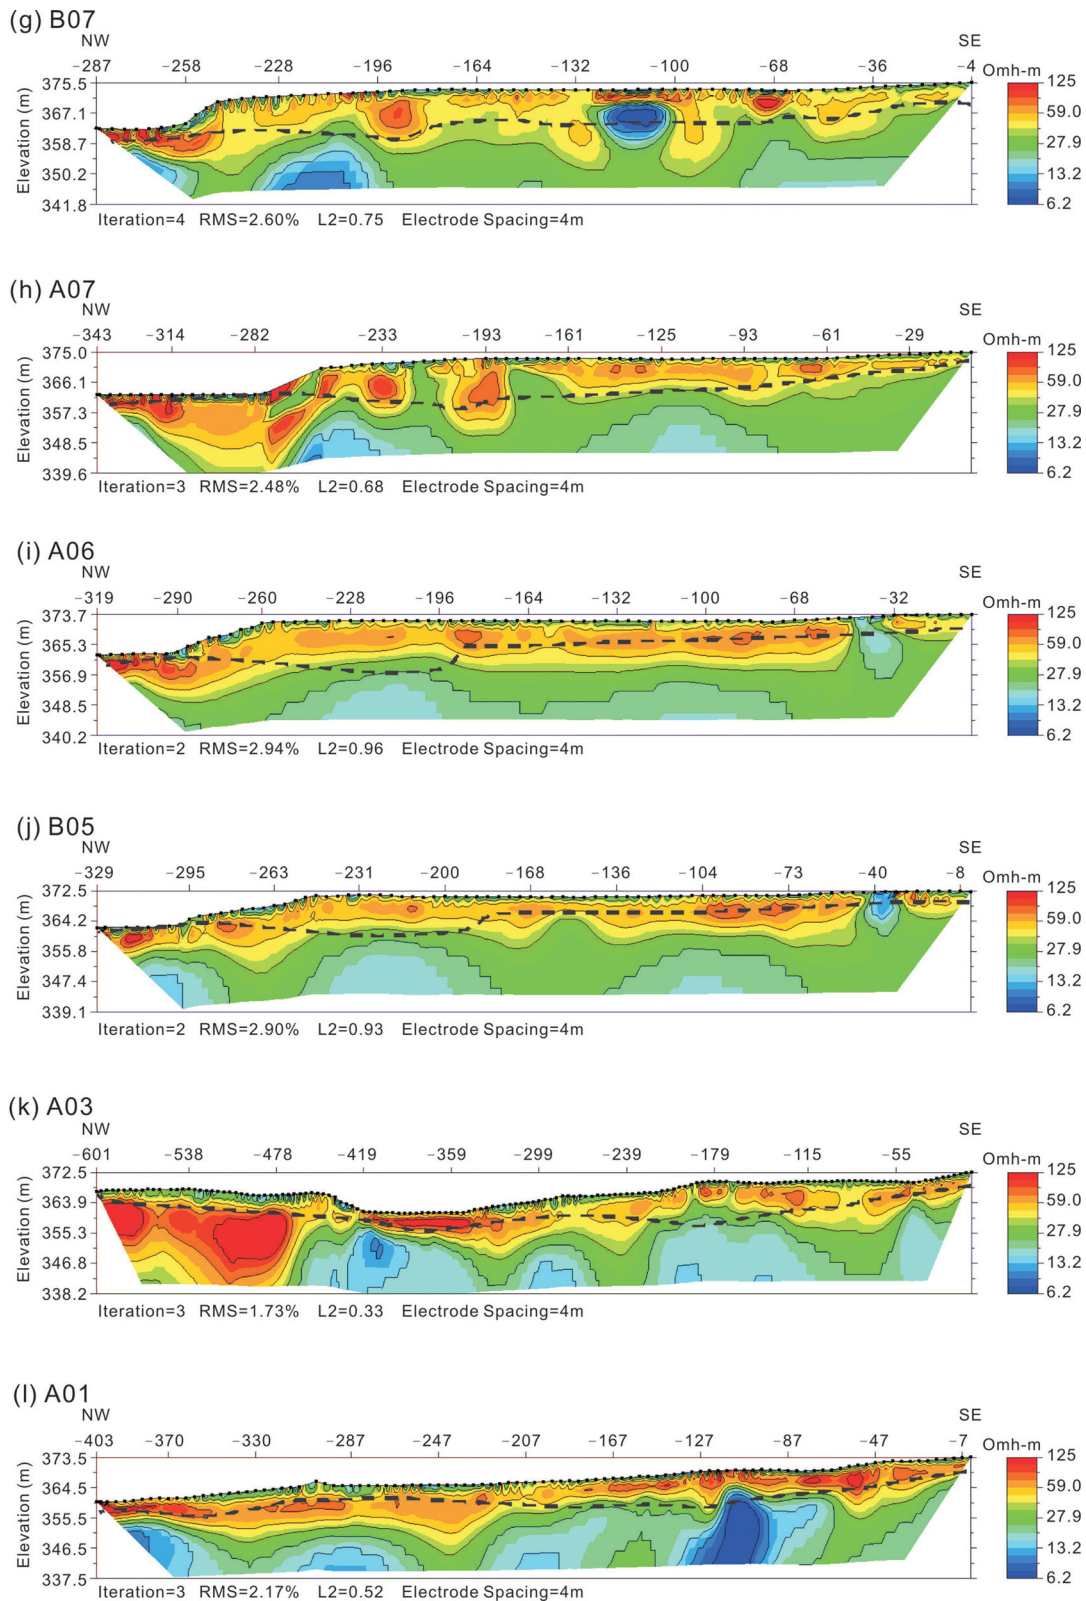 (g) B07
NW SE
−287 −258 −228 −196 −164 −132 −100 −68 −36 −4
Omh-m
Elevation (m)
375.5
367.1
358.7
350.2
341.8
125
59.0
27.9
13.2
6.2
Iteration=4 RMS=2.60% L2=0.75 Electrode Spacing=4m
(h) A07
NW SE
−343 −314 −282 −233 −193 −161 −125 −93 −61 −29
Omh-m
Elevation (m)
375.0
366.1
357.3
348.5
339.6
125
59.0
27.9
13.2
6.2
Iteration=3 RMS=2.48% L2=0.68 Electrode Spacing=4m
(i) A06
NW SE
−319 −290 −260 −228 −196 −164 −132 −100 −68 −32
Omh-m
Elevation (m)
373.7
365.3
356.9
348.5
340.2
125
59.0
27.9
13.2
6.2
Iteration=2 RMS=2.94% L2=0.96 Electrode Spacing=4m
(j) B05
NW SE
−329 −295 −263 −231 −200 −168 −136 −104 −73 −40 −8
Omh-m
Elevation (m)
372.5
364.2
355.8
347.4
339.1
125
59.0
27.9
13.2
6.2
Iteration=2 RMS=2.90% L2=0.93 Electrode Spacing=4m
(k) A03
NW SE
−601 −538 −478 −419 −359 −299 −239 −179 −115 −55
Omh-m
Elevation (m)
372.5
363.9
355.3
346.8
338.2
125
59.0
27.9
13.2
6.2
Iteration=3 RMS=1.73% L2=0.33 Electrode Spacing=4m
(l) A01
NW SE
−403 −370 −330 −287 −247 −207 −167 −127 −87 −47 −7
Omh-m
Elevation (m)
373.5
364.5
355.5
346.5
337.5
125
59.0
27.9
13.2
6.2
Iteration=3 RMS=2.17% L2=0.52 Electrode Spacing=4m